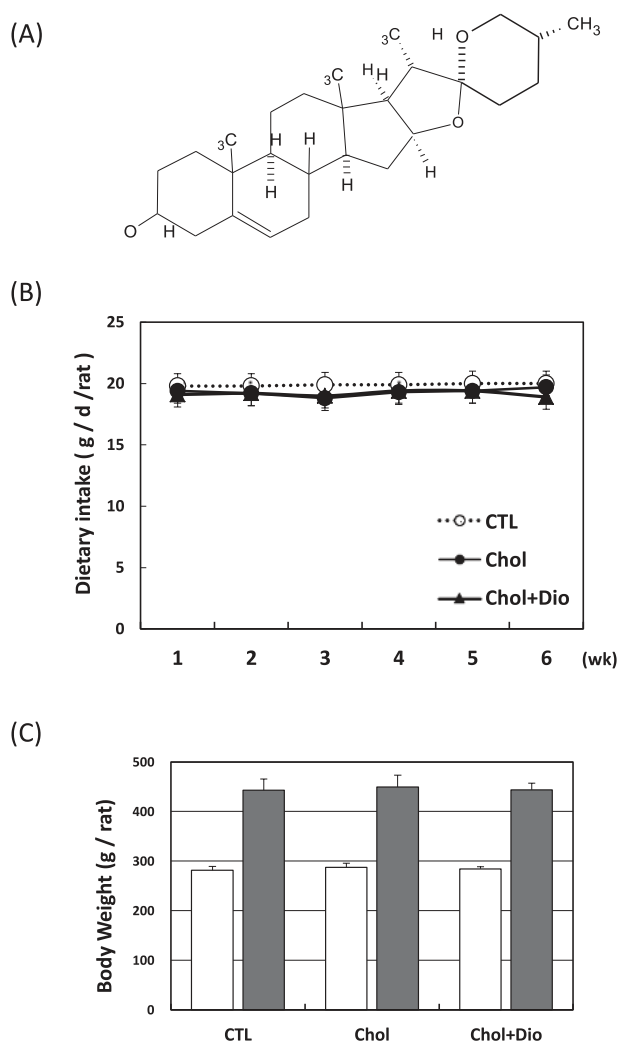 (A)
3C
H
O
CH3
H
H
3C
3C
H
H
O
H
H
H
O
H
(B)
25
20
15
10
5
0
Dietary intake ( g / d /rat )
CTL
Chol
Chol+Dio
1 2 3 4 5 6 (wk)
(C)
500
400
300
200
100
0
Body Weight (g / rat)
CTL Chol Chol+Dio